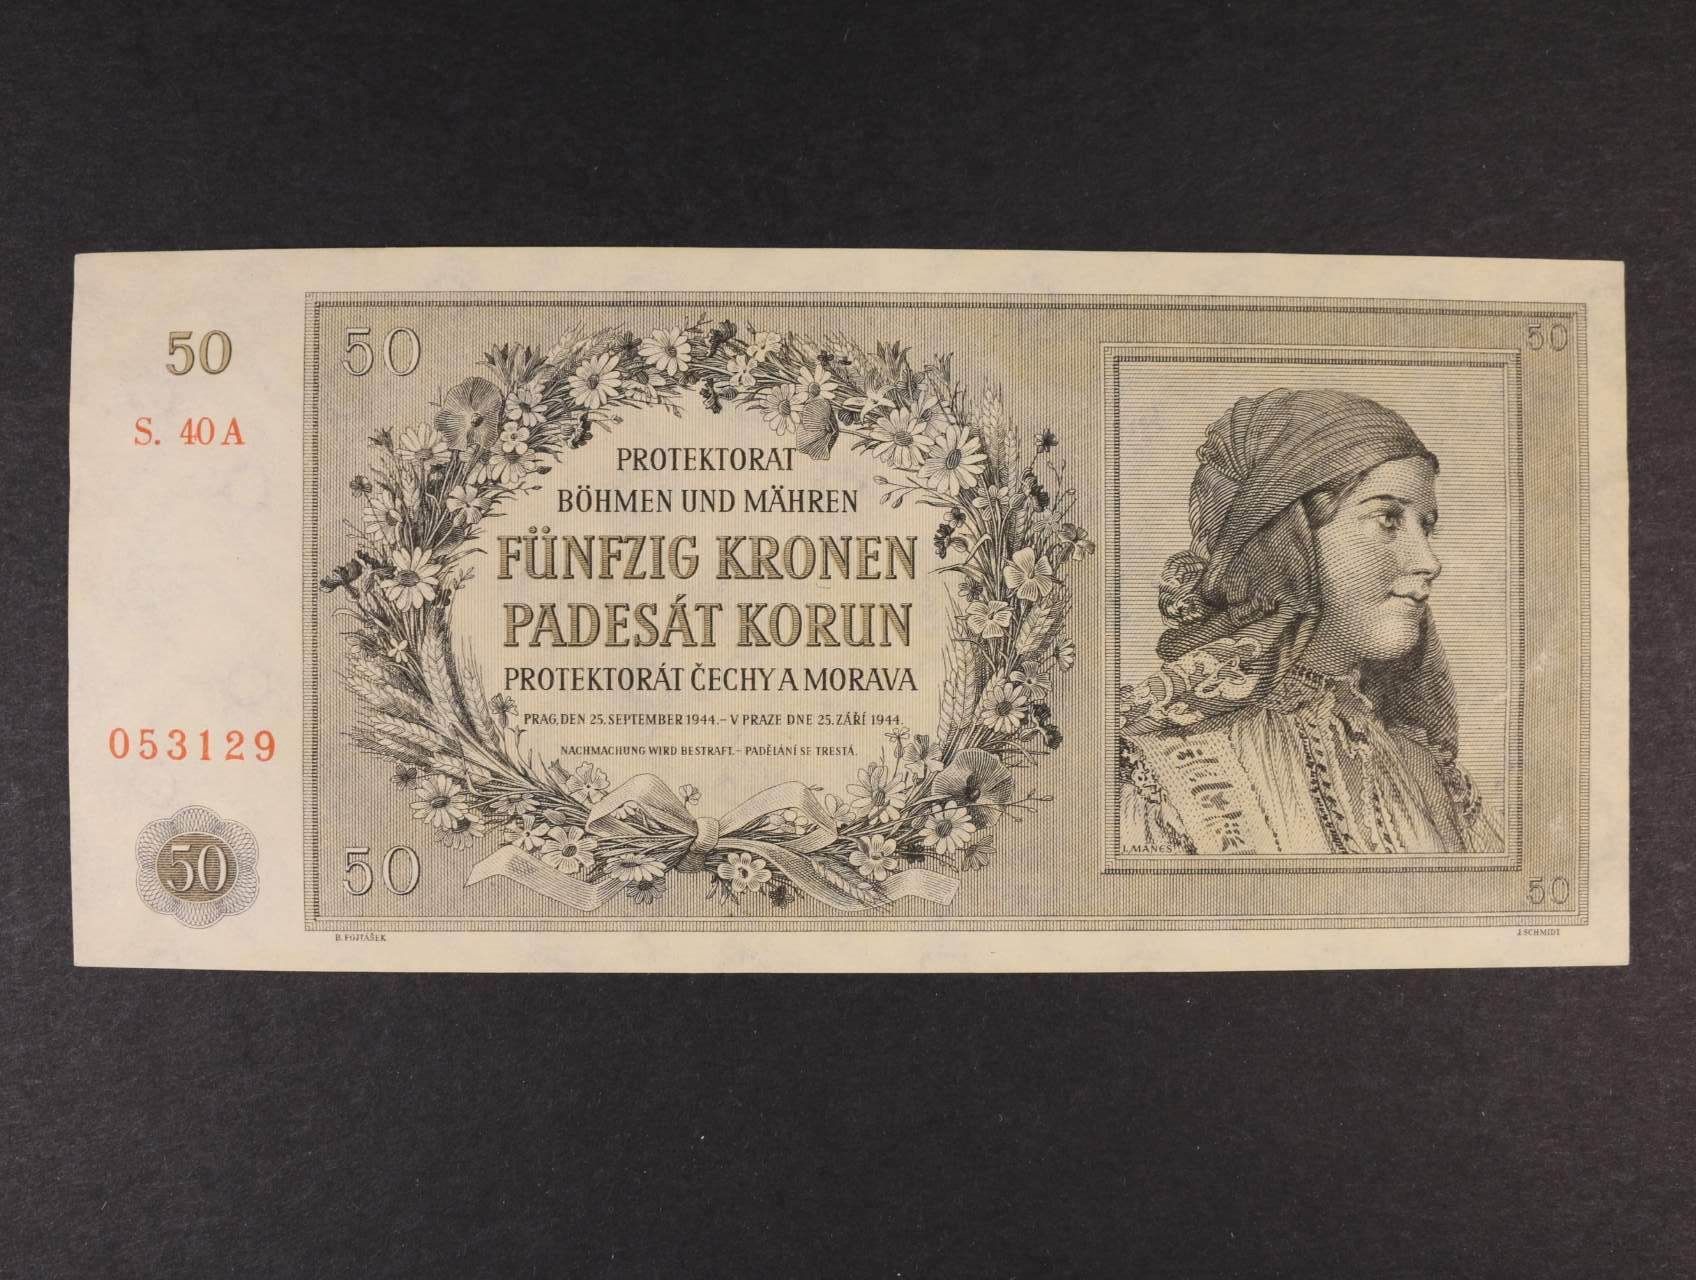 50
S. 40 A
053129
50
50
50
PROTEKTORAT
BÖHMEN UND MÄHREN
FÜNFZIG KRONEN
PADESÁT KORUN
PROTEKTORÁT ČECHY A MORAVA
PRAG, DEN 25. SEPTEMBER 1944. – V PRAZE DNE 25. ZÁŘÍ 1944.
NACHMACHUNG WIRD BESTRAFT. – PADĚLÁNÍ SE TRESTÁ.
50
J. MÁNES
50
B. FOJTÁŠEK
J. SCHMIDT